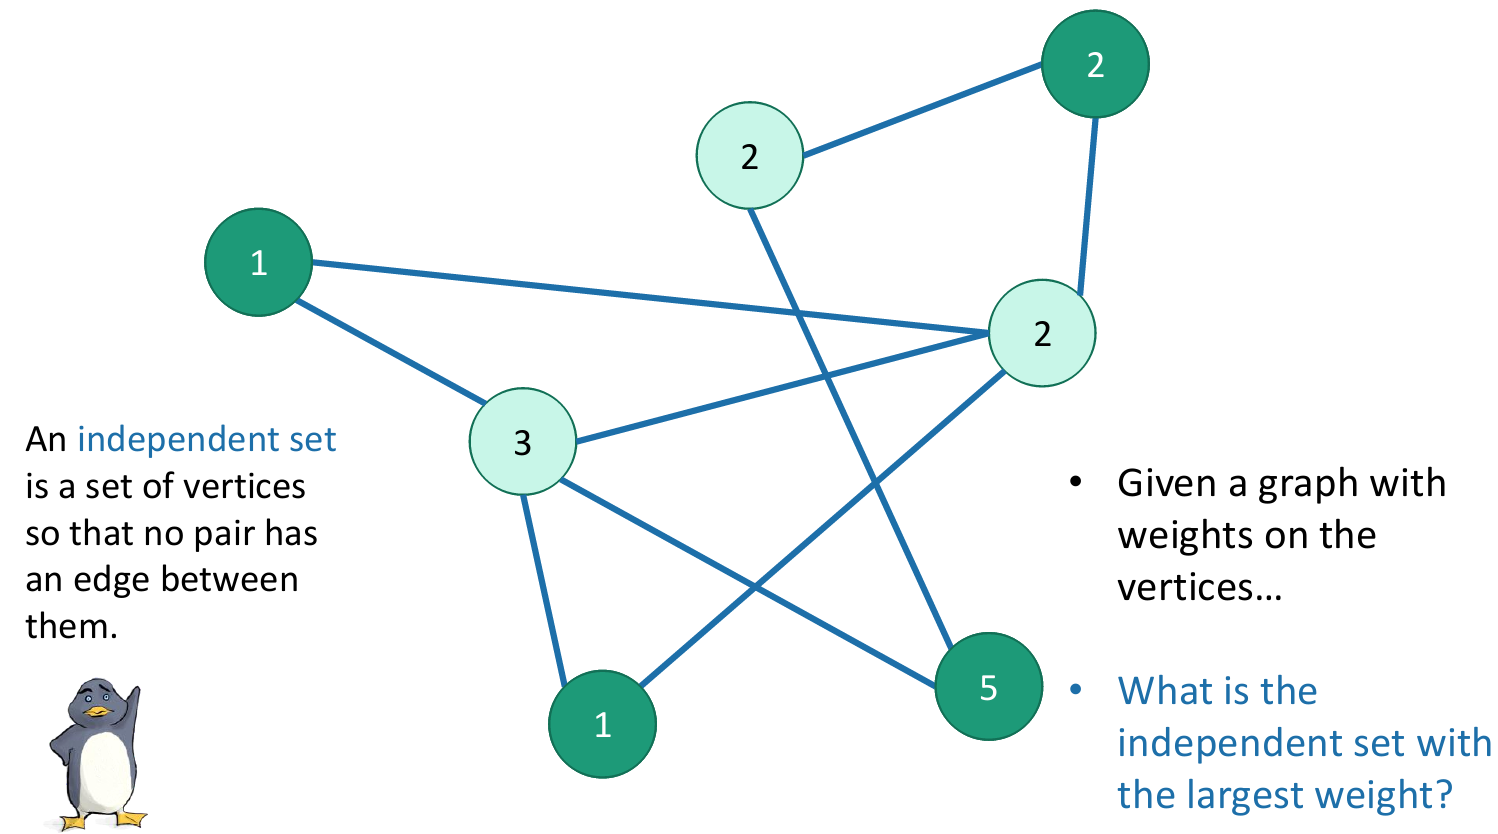 2
2
1
2
3
An independent set
is a set of vertices
so that no pair has
an edge between
them.
• Given a graph with
weights on the
vertices…
5
1
• What is the
independent set with
the largest weight?